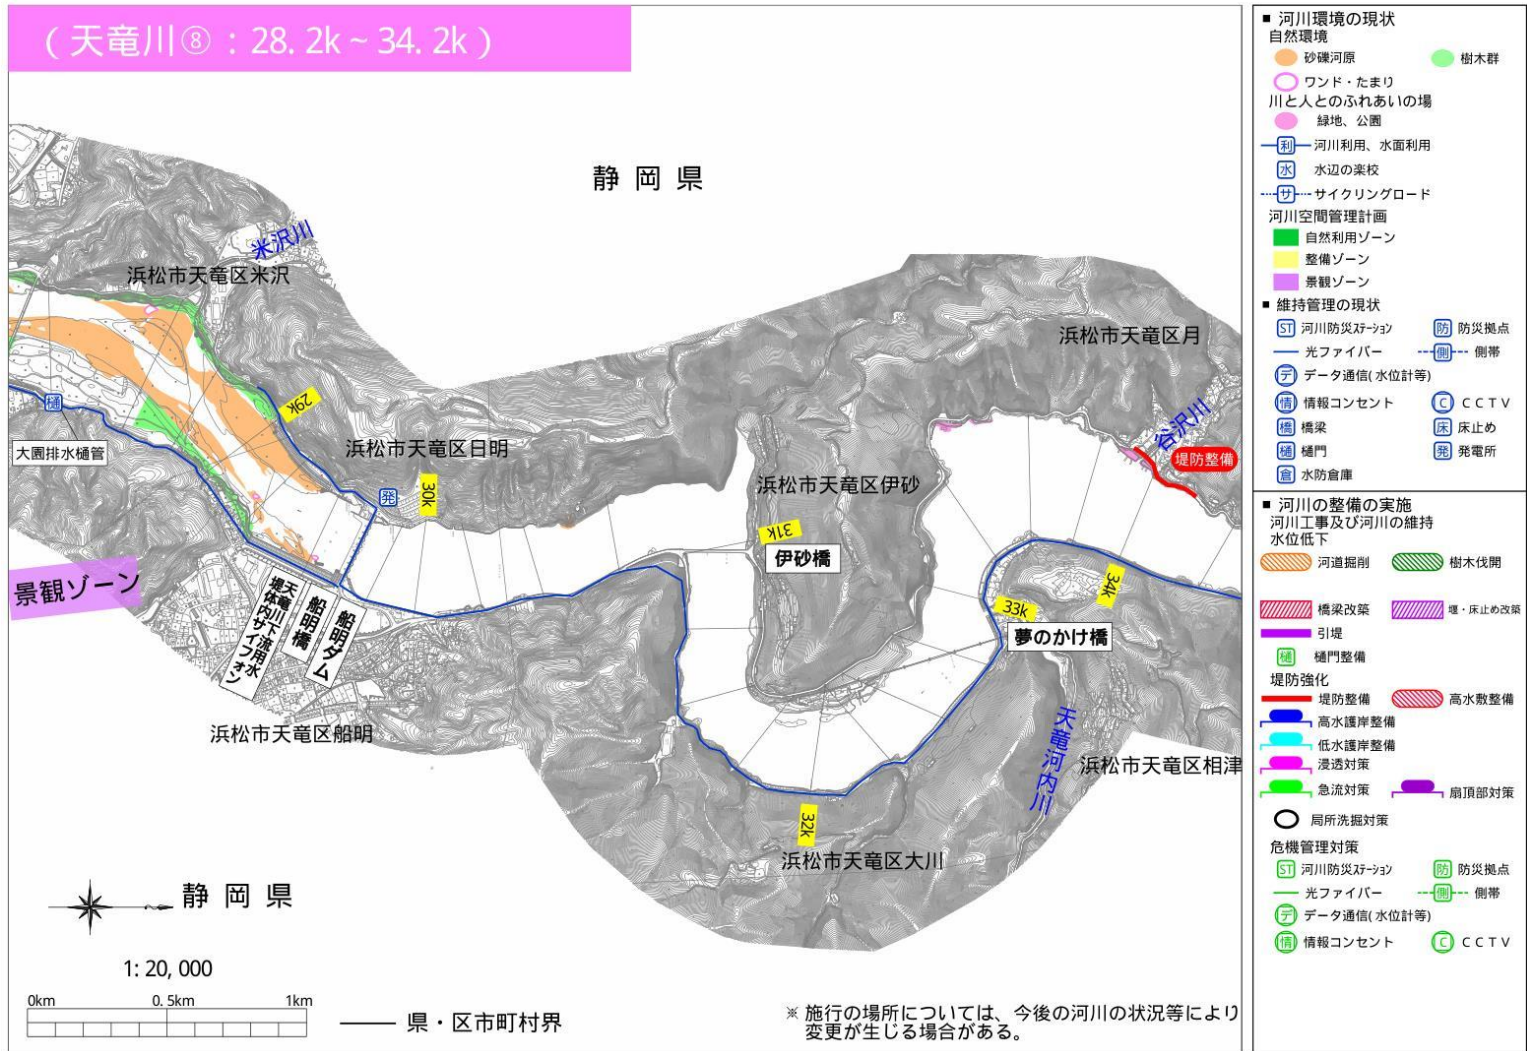 (天竜川⑧：28.2k～34.2k)
静岡県
米沢川
浜松市天竜区米沢
浜松市天竜区月
29k
谷沢川
樋
大園排水樋管
浜松市天竜区日明
堤防整備
発
30k
浜松市天竜区伊砂
31k
伊砂橋
景観ゾーン
34k
33k
夢のかけ橋
天竜川下流用水
堤体内サイフォン
船明橋
船明ダム
浜松市天竜区船明
天竜河内川
浜松市天竜区相津
32k
浜松市天竜区大川
静岡県
1:20,000
0km 0.5km 1km
県・区市町村界
※ 施行の場所については、今後の河川の状況等により
変更が生じる場合がある。
■ 河川環境の現状
自然環境
砂礫河原 樹木群
ワンド・たまり
川と人とのふれあいの場
緑地、公園
利 河川利用、水面利用
水 水辺の楽校
サ サイクリングロード
河川空間管理計画
自然利用ゾーン
整備ゾーン
景観ゾーン
■ 維持管理の現状
ST 河川防災ステーション 防 防災拠点
光ファイバー 側 側帯
デ データ通信(水位計等)
情 情報コンセント C CCTV
橋 橋梁 床 床止め
樋 樋門 発 発電所
倉 水防倉庫
■ 河川の整備の実施
河川工事及び河川の維持
水位低下
河道掘削 樹木伐開
橋梁改築 堰・床止め改築
引堤
樋 樋門整備
堤防強化
堤防整備 高水敷整備
高水護岸整備
低水護岸整備
浸透対策
急流対策 扇頂部対策
局所洗掘対策
危機管理対策
ST 河川防災ステーション 防 防災拠点
光ファイバー 側 側帯
デ データ通信(水位計等)
情 情報コンセント C CCTV